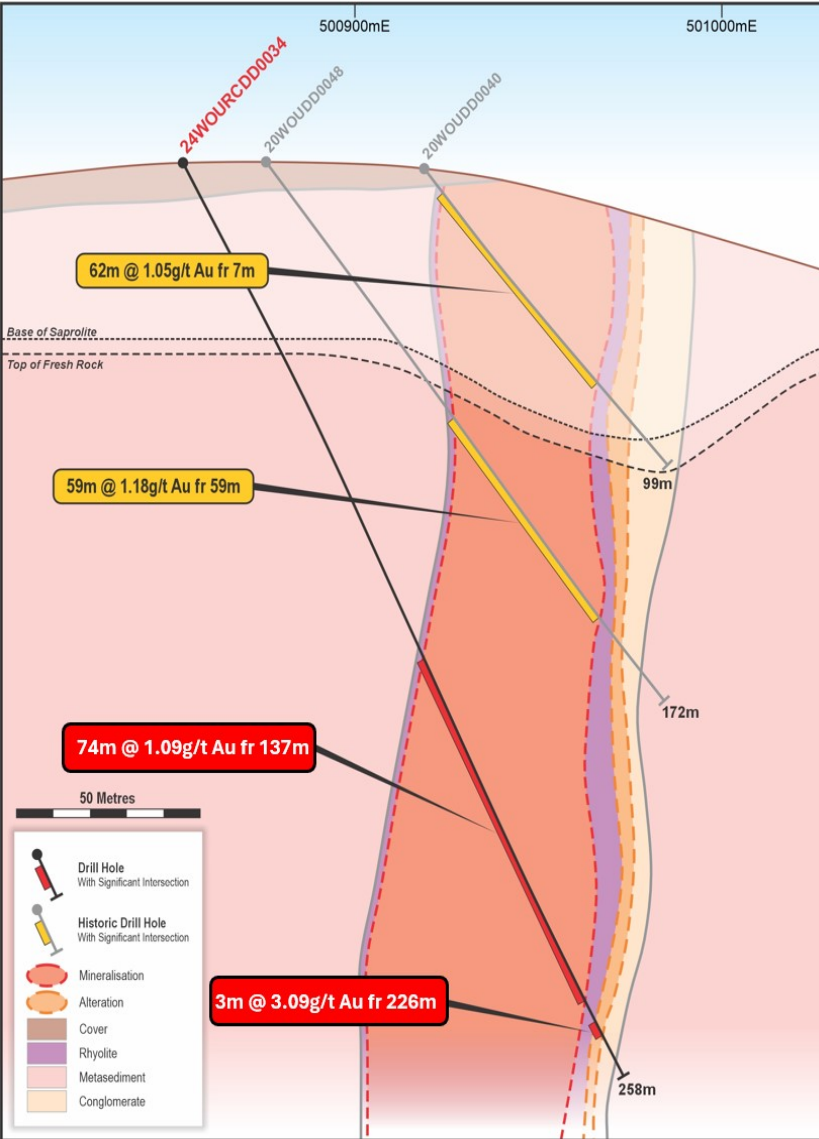 500900mE
501000mE
24WOURCDD0034
20WOUDD0048
20WOUDD0040
62m @ 1.05g/t Au fr 7m
Base of Saprolite
Top of Fresh Rock
99m
59m @ 1.18g/t Au fr 59m
172m
74m @ 1.09g/t Au fr 137m
50 Metres
Drill Hole
With Significant Intersection
Historic Drill Hole
With Significant Intersection
Mineralisation
Alteration
Cover
Rhyolite
Metasediment
Conglomerate
3m @ 3.09g/t Au fr 226m
258m